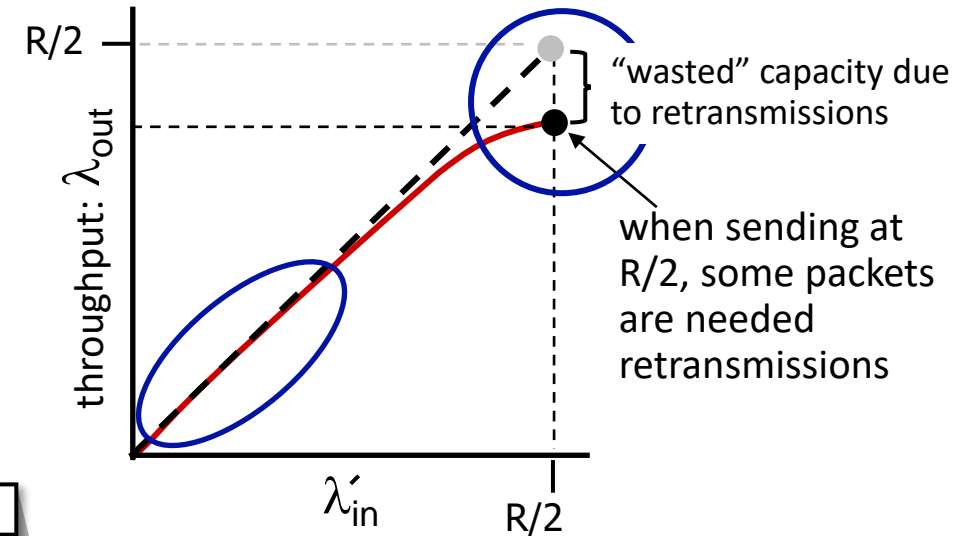 R/2
“wasted” capacity due
to retransmissions
throughput: λout
when sending at
R/2, some packets
are needed
retransmissions
λ′in
R/2